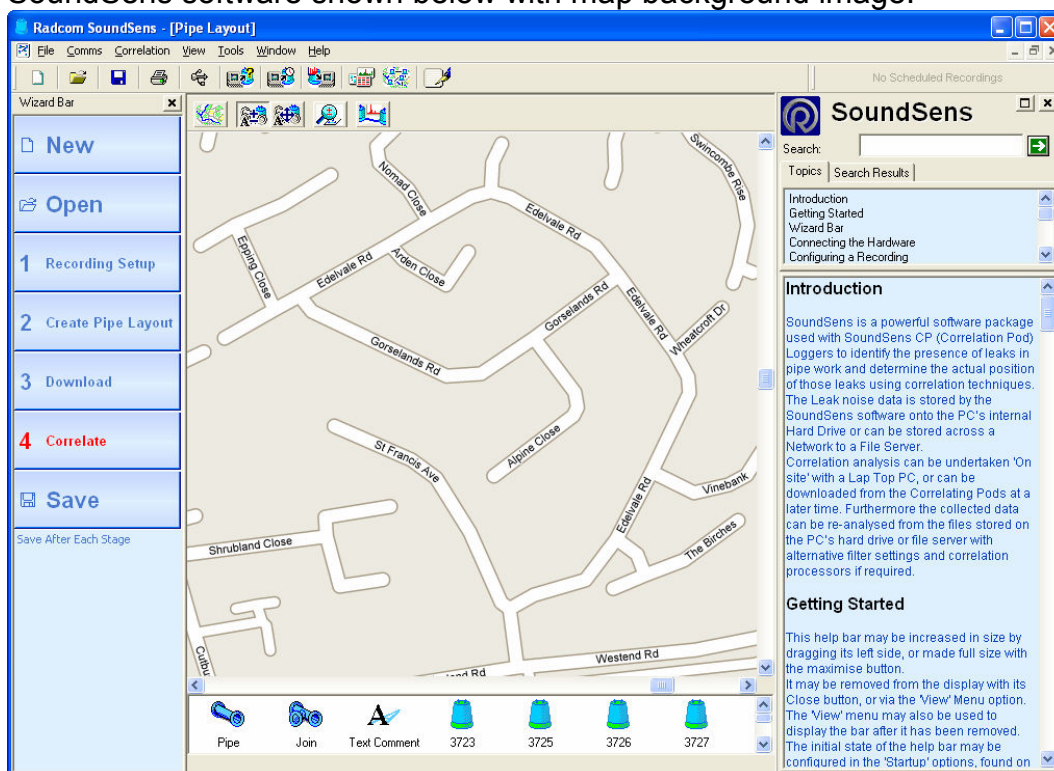 SoundSens software shown below with map background image.
Radcom SoundSens - [Pipe Layout]
File Comms Correlation View Tools Window Help
No Scheduled Recordings
Wizard Bar
New
Open
1 Recording Setup
2 Create Pipe Layout
3 Download
4 Correlate
Save
Save After Each Stage
Swincombe Rise
Nomad Close
Edelvale Rd
Epping Close
Edelvale Rd
Arden Close
Edelvale Rd
Gorselands Rd
Wheatcroft Dr
Gorselands Rd
Alpine Close
St Francis Ave
Vinebank
Edelvale Rd
Shrubland Close
The Birches
Cutbu
Westend Rd
end Rd
Pipe
Join
A Text Comment
3723
3725
3726
3727
SoundSens
Search:
Topics
Search Results
Introduction
Getting Started
Wizard Bar
Connecting the Hardware
Configuring a Recording
Introduction
SoundSens is a powerful software package
used with SoundSens CP (Correlation Pod)
Loggers to identify the presence of leaks in
pipe work and determine the actual position
of those leaks using correlation techniques.
The Leak noise data is stored by the
SoundSens software onto the PC's internal
Hard Drive or can be stored across a
Network to a File Server.
Correlation analysis can be undertaken 'On
site' with a Lap Top PC, or can be
downloaded from the Correlating Pods at a
later time. Furthermore the collected data
can be re-analysed from the files stored on
the PC's hard drive or file server with
alternative filter settings and correlation
processors if required.
Getting Started
This help bar may be increased in size by
dragging its left side, or made full size with
the maximise button.
It may be removed from the display with its
Close button, or via the 'View' Menu option.
The 'View' menu may also be used to
display the bar after it has been removed.
The initial state of the help bar may be
configured in the 'Startup' options, found on